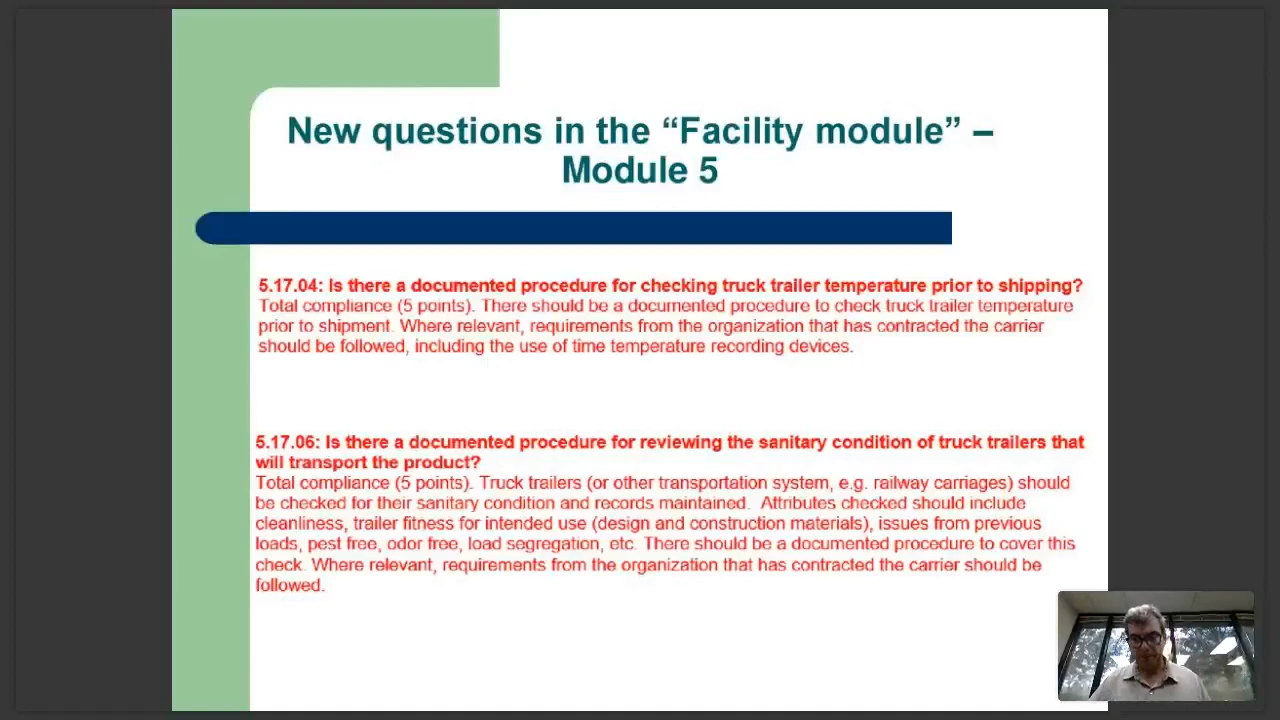 New questions in the “Facility module” –
Module 5
5.17.04: Is there a documented procedure for checking truck trailer temperature prior to shipping?
Total compliance (5 points). There should be a documented procedure to check truck trailer temperature
prior to shipment. Where relevant, requirements from the organization that has contracted the carrier
should be followed, including the use of time temperature recording devices.
5.17.06: Is there a documented procedure for reviewing the sanitary condition of truck trailers that
will transport the product?
Total compliance (5 points). Truck trailers (or other transportation system, e.g. railway carriages) should
be checked for their sanitary condition and records maintained. Attributes checked should include
cleanliness, trailer fitness for intended use (design and construction materials), issues from previous
loads, pest free, odor free, load segregation, etc. There should be a documented procedure to cover this
check. Where relevant, requirements from the organization that has contracted the carrier should be
followed.